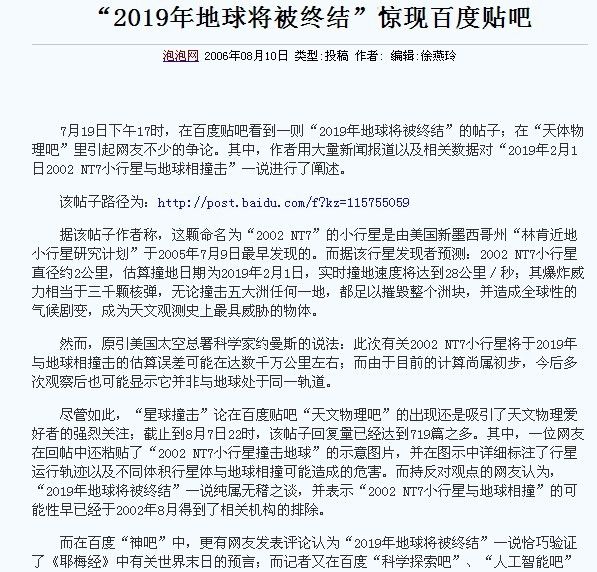 “2019年地球将被终结”惊现百度贴吧
泡泡网 2006年08月10日 类型:投稿 作者: 编辑:徐燕玲
7月19日下午17时，在百度贴吧看到一则“2019年地球将被终结”的帖子；在“天体物
理吧”里引起网友不少的争论。其中，作者用大量新闻报道以及相关数据对“2019年2月1
日2002 NT7小行星与地球相撞击”一说进行了阐述。
该帖子路径为：http://post.baidu.com/f?kz=115755059
据该帖子作者称，这颗命名为“2002 NT7”的小行星是由美国新墨西哥州“林肯近地
小行星研究计划”于2005年7月9日最早发现的。而据该行星发现者预测：2002 NT7小行星
直径约2公里，估算撞地日期为2019年2月1日，实时撞地速度将达到28公里／秒，其爆炸威
力相当于三千颗核弹，无论撞击五大洲任何一地，都足以摧毁整个洲块，并造成全球性的
气候剧变，成为天文观测史上最具威胁的物体。
然而，原引美国太空总署科学家约曼斯的说法：此次有关2002 NT7小行星将于2019年
与地球相撞击的估算误差可能在达数千万公里左右；而由于目前的计算尚属初步，今后多
次观察后也可能显示它并非与地球处于同一轨道。
尽管如此，“星球撞击”论在百度贴吧“天文物理吧”的出现还是吸引了天文物理爱
好者的强烈关注；截止到8月7日22时，该帖子回复量已经达到719篇之多。其中，一位网友
在回帖中还粘贴了“2002 NT7小行星撞击地球”的示意图片，并在图示中详细标注了行星
运行轨迹以及不同体积行星体与地球相撞可能造成的危害。而持反对观点的网友认为，
“2019年地球将被终结”一说纯属无稽之谈，并表示“2002 NT7小行星与地球相撞”的可
能性早已经于2002年8月得到了相关机构的排除。
而在百度“神吧”中，更有网友发表评论认为“2019年地球将被终结”一说恰巧验证
了《耶梅经》中有关世界末日的预言；而记者又在百度“科学探索吧”、“人工智能吧”